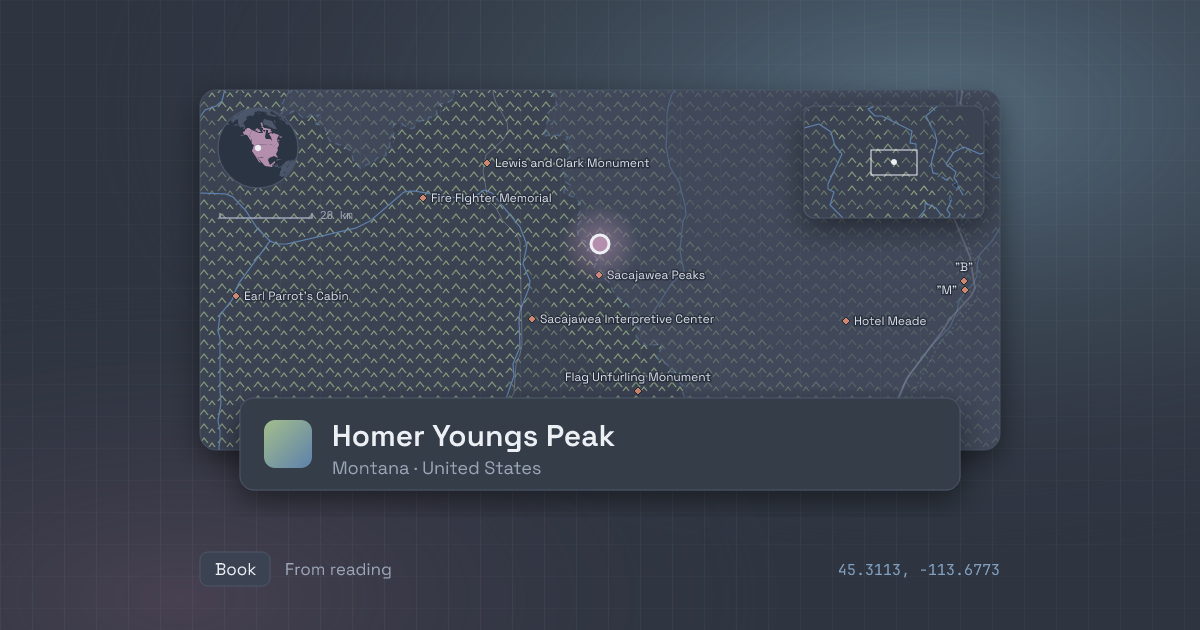 Lewis and Clark Monument
Fire Fighter Memorial
20 km
"B"
Sacajawea Peaks
"M"
Earl Parrot's Cabin
Sacajawea Interpretive Center
Hotel Meade
Flag Unfurling Monument
Homer Youngs Peak
Montana · United States
Book
From reading
45.3113, -113.6773